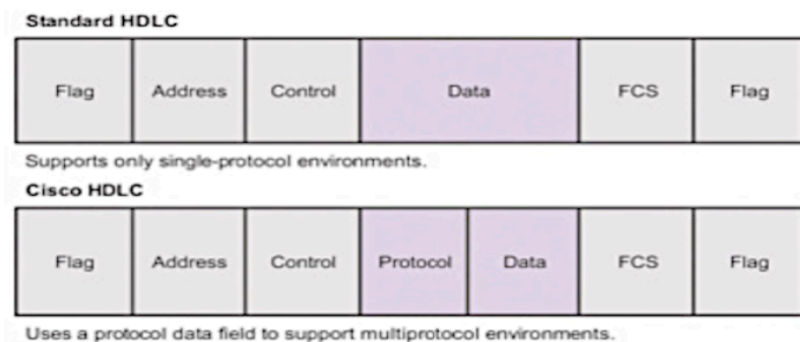 Standard HDLC
Flag Address Control Data FCS Flag
Supports only single-protocol environments.
Cisco HDLC
Flag Address Control Protocol Data FCS Flag
Uses a protocol data field to support multiprotocol environments.